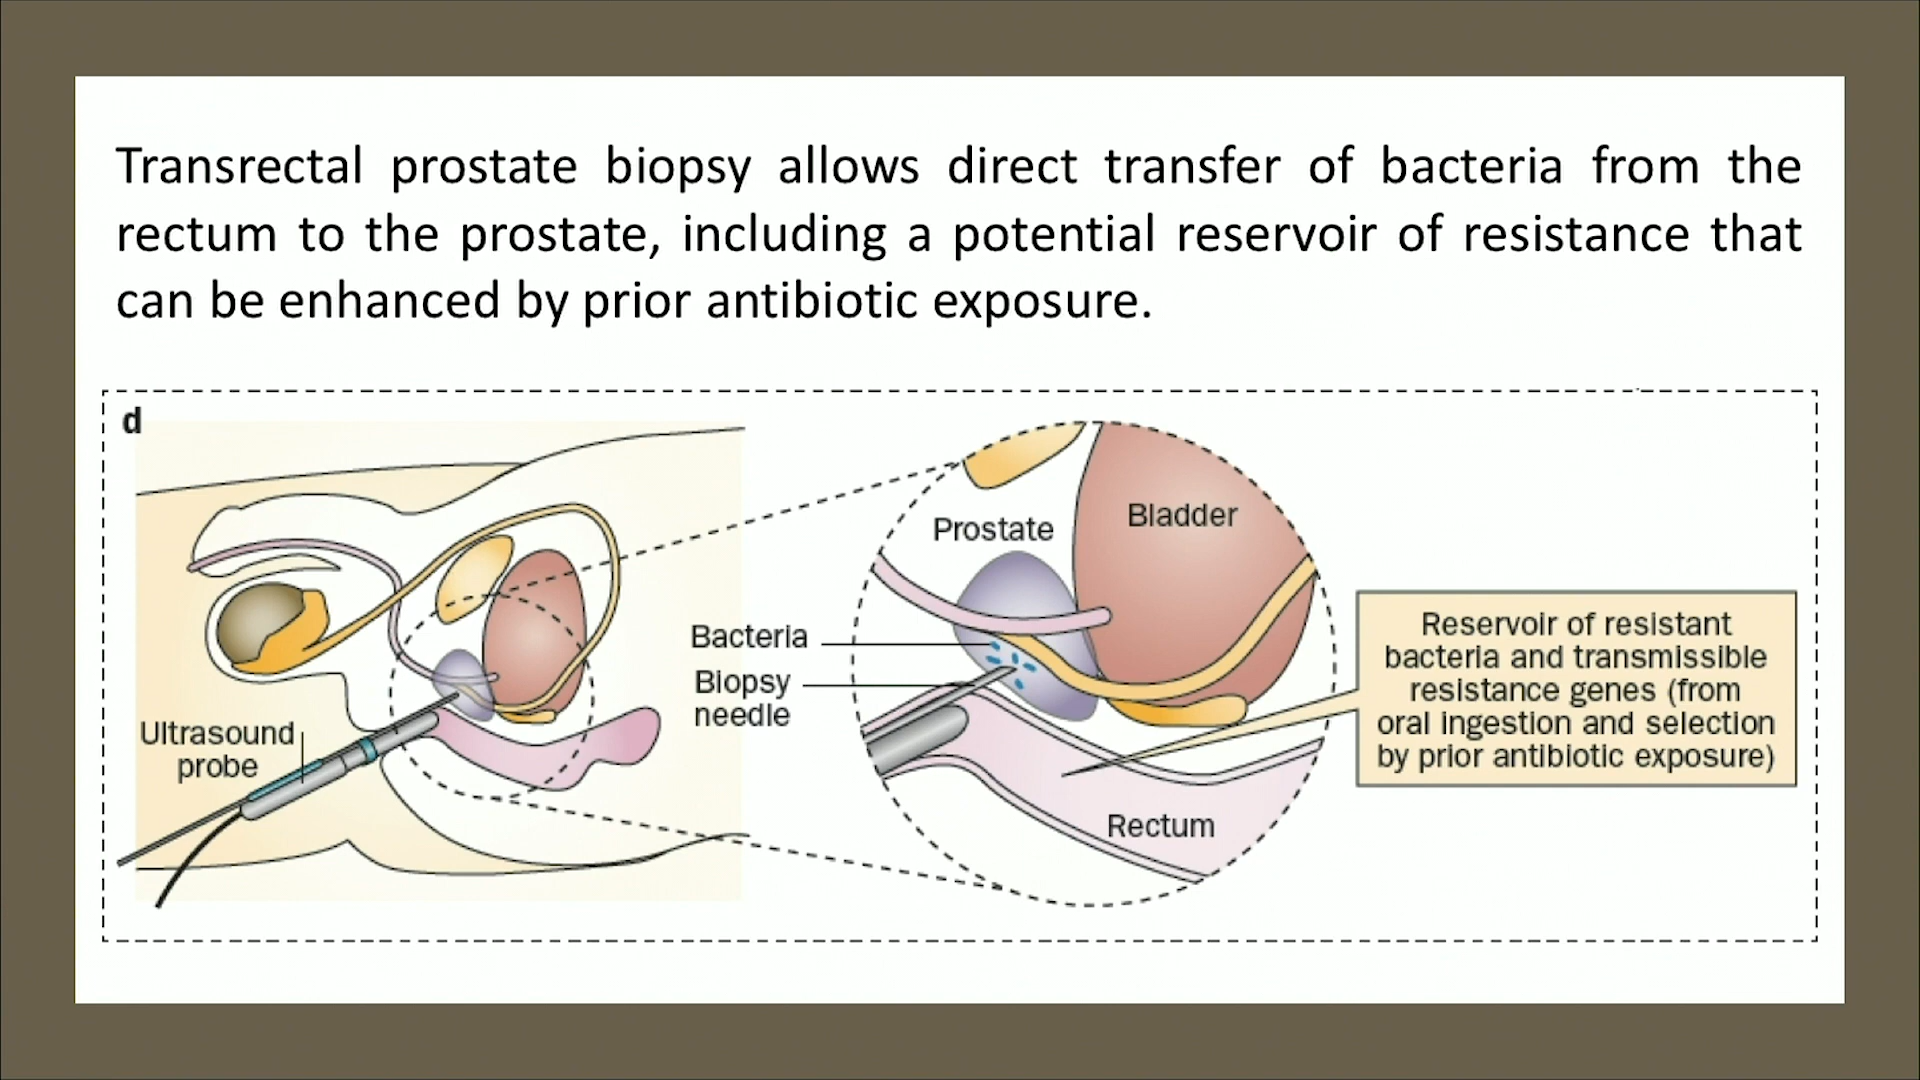 Transrectal prostate biopsy allows direct transfer of bacteria from the
rectum to the prostate, including a potential reservoir of resistance that
can be enhanced by prior antibiotic exposure.
d
Prostate
Bladder
Bacteria
Biopsy
needle
Ultrasound
probe
Rectum
Reservoir of resistant
bacteria and transmissible
resistance genes (from
oral ingestion and selection
by prior antibiotic exposure)